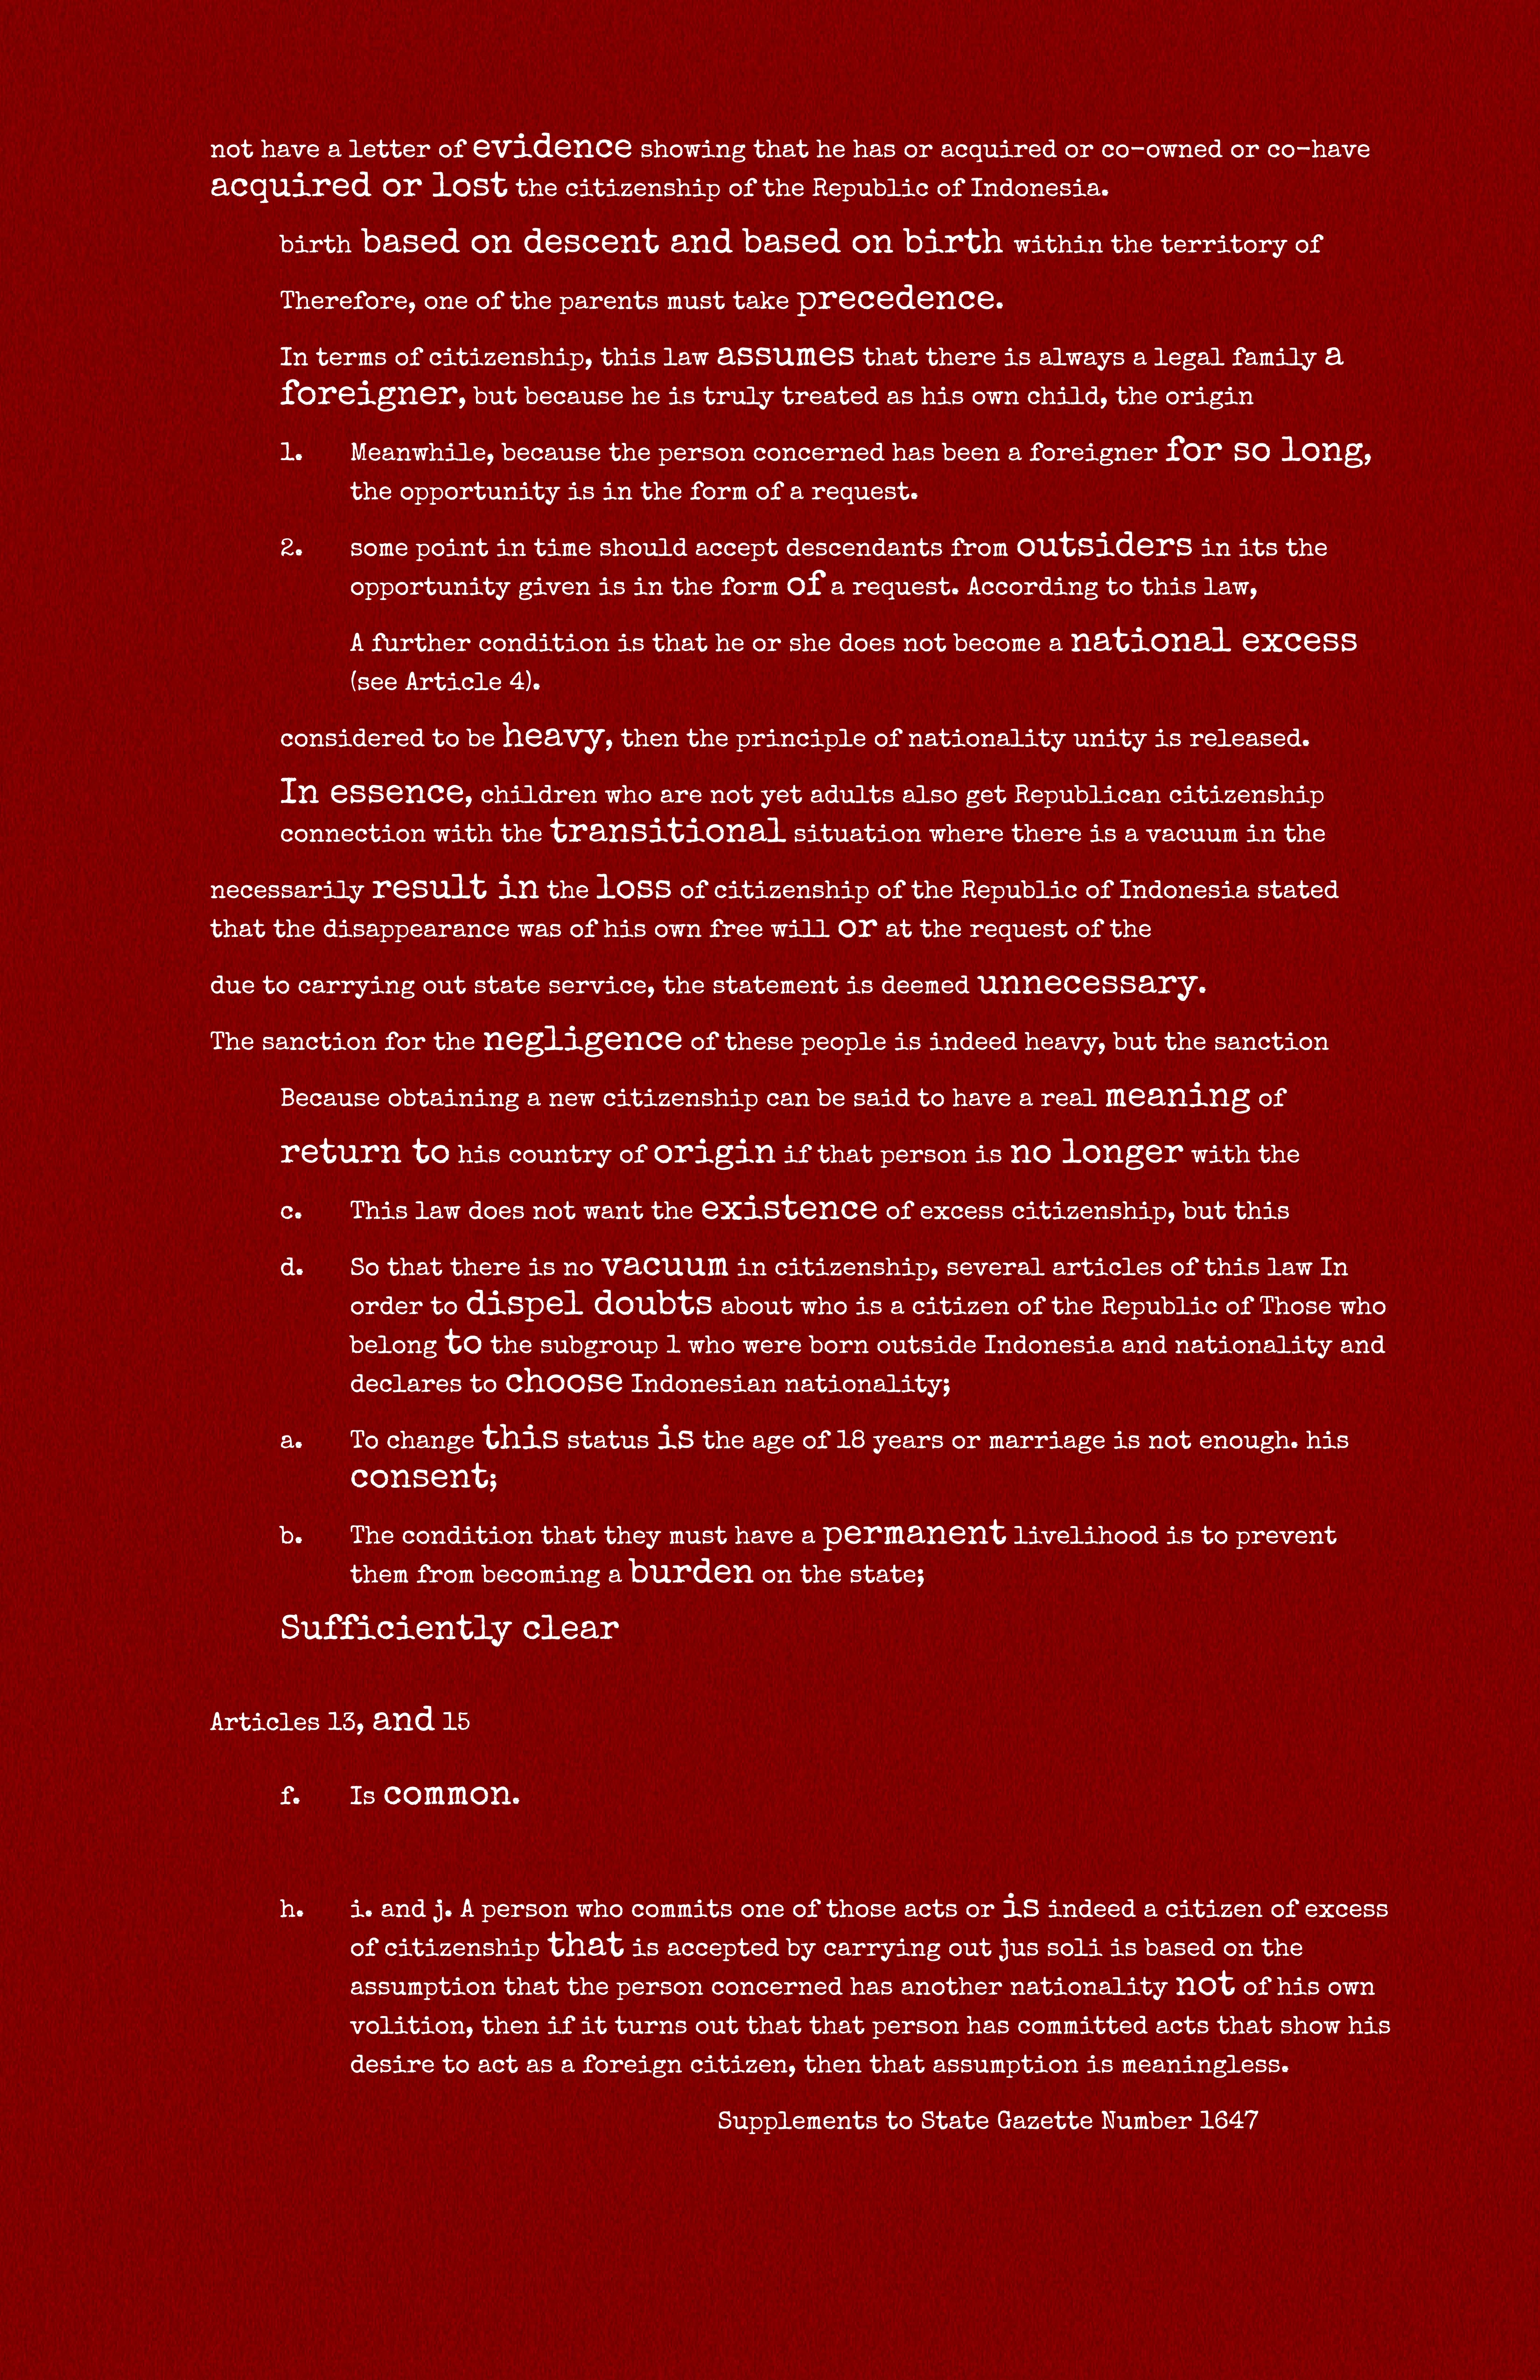 not have a letter of evidence showing that he has or acquired or co-owned or co-have
acquired or lost the citizenship of the Republic of Indonesia.
birth based on descent and based on birth within the territory of
Therefore, one of the parents must take precedence.
In terms of citizenship, this law assumes that there is always a legal family a
foreigner, but because he is truly treated as his own child, the origin
1. Meanwhile, because the person concerned has been a foreigner for so long,
the opportunity is in the form of a request.
2. some point in time should accept descendants from outsiders in its the
opportunity given is in the form of a request. According to this law,
A further condition is that he or she does not become a national excess
(see Article 4).
considered to be heavy, then the principle of nationality unity is released.
In essence, children who are not yet adults also get Republican citizenship
connection with the transitional situation where there is a vacuum in the
necessarily result in the loss of citizenship of the Republic of Indonesia stated
that the disappearance was of his own free will or at the request of the
due to carrying out state service, the statement is deemed unnecessary.
The sanction for the negligence of these people is indeed heavy, but the sanction
Because obtaining a new citizenship can be said to have a real meaning of
return to his country of origin if that person is no longer with the
c. This law does not want the existence of excess citizenship, but this
d. So that there is no vacuum in citizenship, several articles of this law In
order to dispel doubts about who is a citizen of the Republic of Those who
belong to the subgroup 1 who were born outside Indonesia and nationality and
declares to choose Indonesian nationality;
a. To change this status is the age of 18 years or marriage is not enough. his
consent;
b. The condition that they must have a permanent livelihood is to prevent
them from becoming a burden on the state;
Sufficiently clear
Articles 13, and 15
f. Is common.
h. i. and j. A person who commits one of those acts or is indeed a citizen of excess
of citizenship that is accepted by carrying out jus soli is based on the
assumption that the person concerned has another nationality not of his own
volition, then if it turns out that that person has committed acts that show his
desire to act as a foreign citizen, then that assumption is meaningless.
Supplements to State Gazette Number 1647